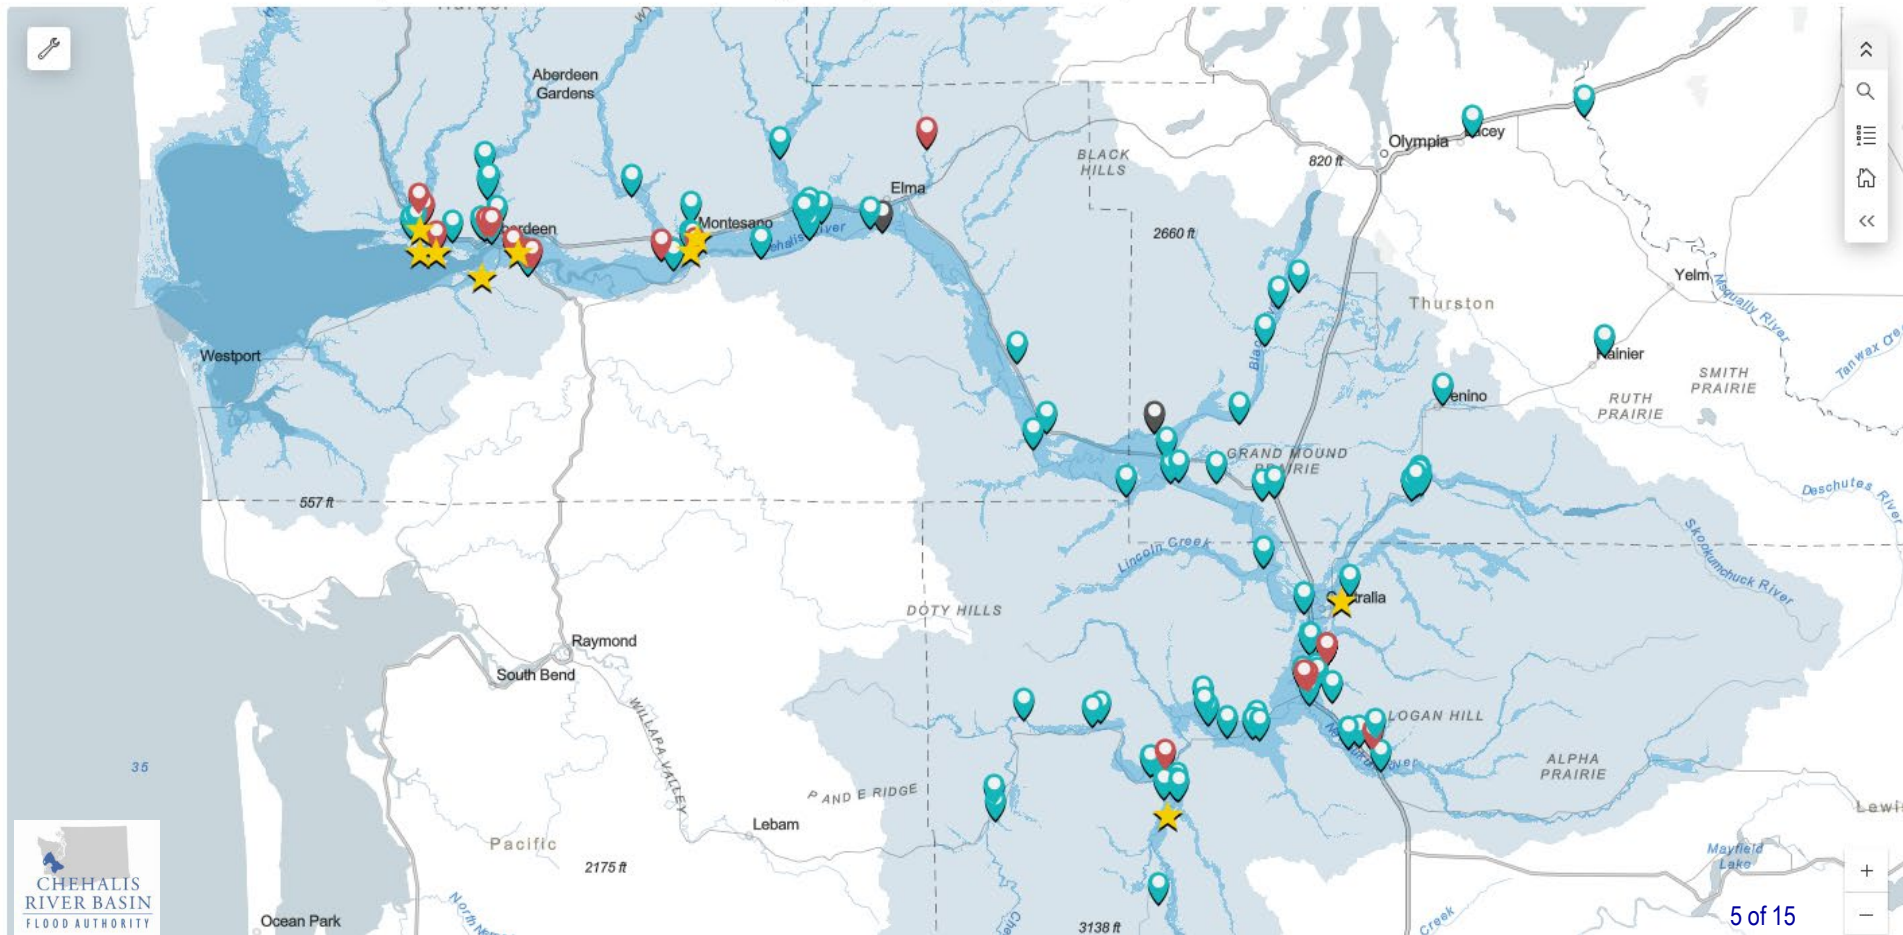 Harbor
Aberdeen
Gardens
Olympia
BLACK
HILLS
820 ft
Elma
Montesano
2660 ft
Yelm
Thurston
Westport
SMITH
PRAIRIE
RUTH
PRAIRIE
GRAND MOUND
PRAIRIE
557 ft
Deschutes River
Lincoln Creek
Skookumchuck River
DOTY HILLS
Raymond
South Bend
WILLAPA VALLEY
LOGAN HILL
ALPHA
PRAIRIE
35
P AND E RIDGE
Lebam
Pacific
2175 ft
Mayfield
Lake
CHEHALIS
RIVER BASIN
FLOOD AUTHORITY
Ocean Park
3138 ft
Creek
5 of 15